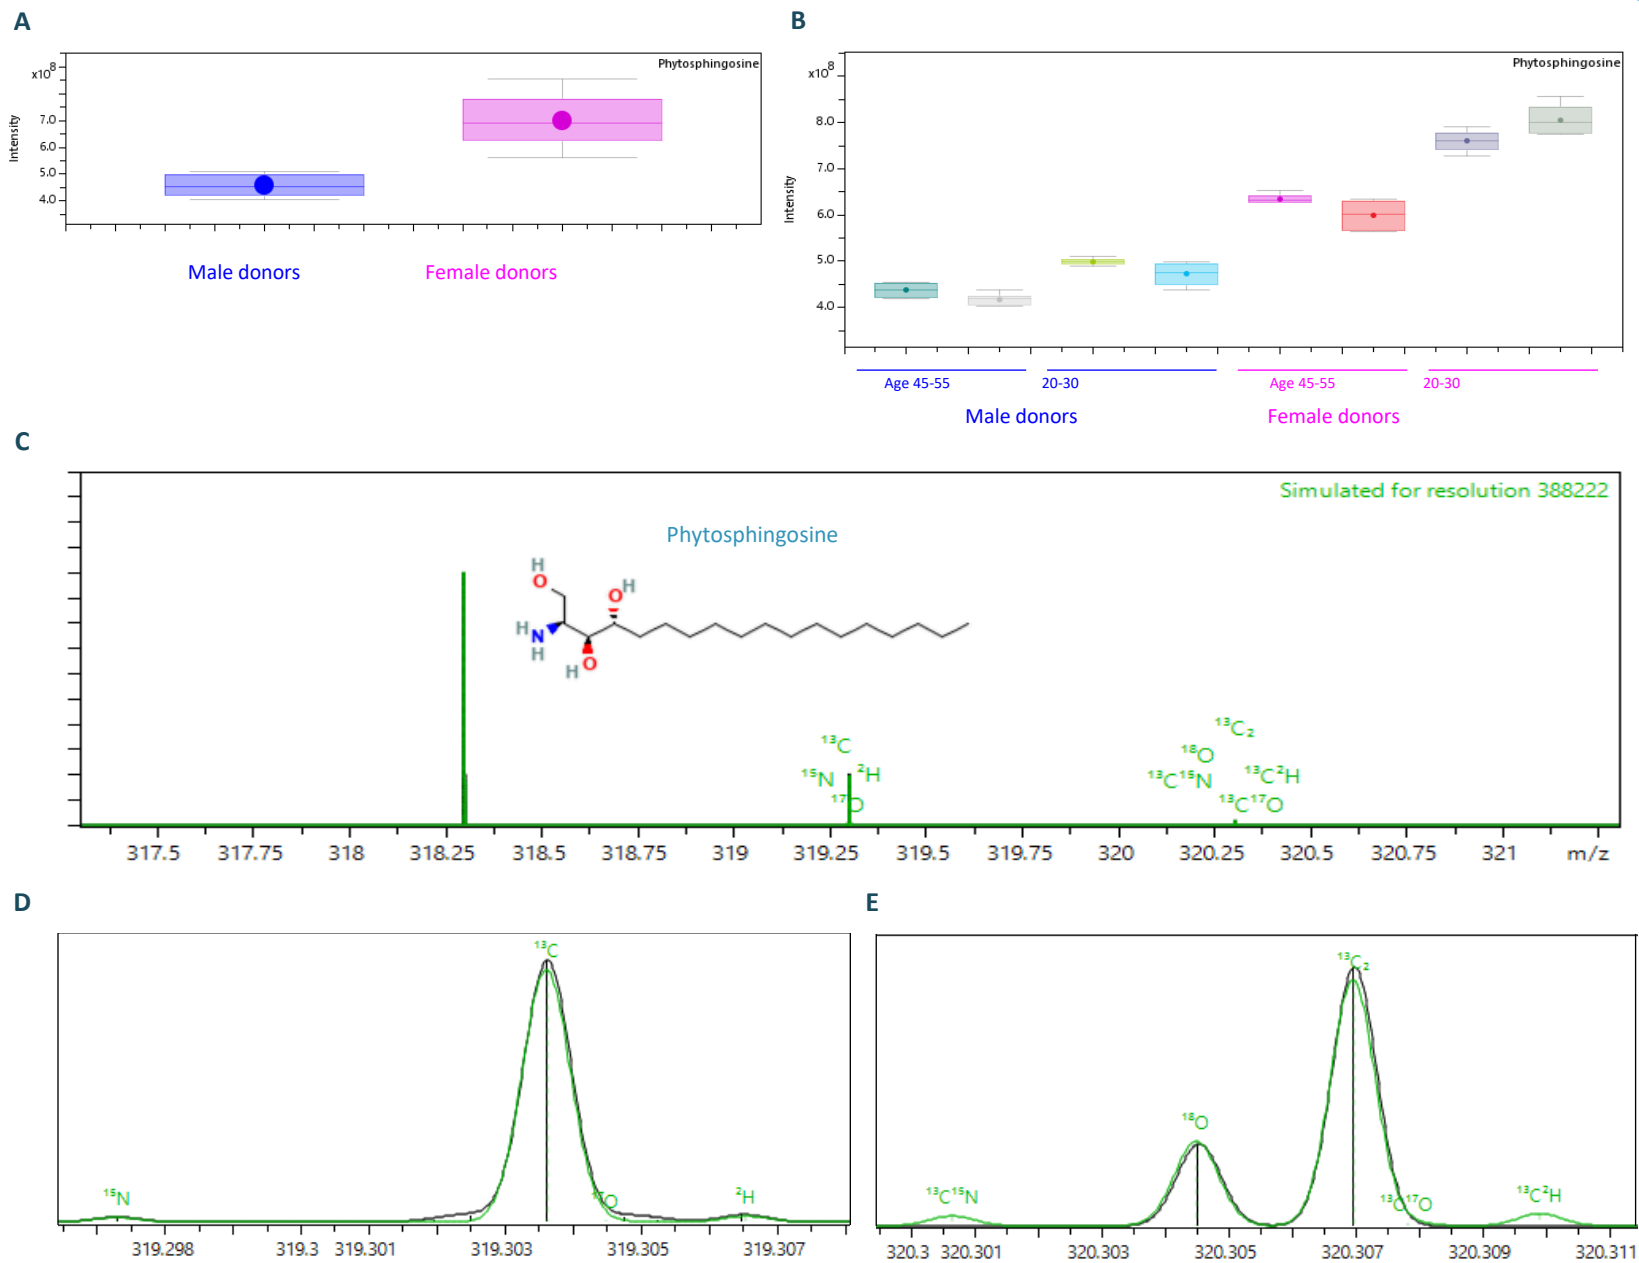 A
x10⁸
Phytosphingosine
7.0
6.0
5.0
4.0
Intensity
Male donors
Female donors
B
x10⁸
Phytosphingosine
8.0
7.0
6.0
5.0
4.0
Intensity
Age 45-55
20-30
Age 45-55
20-30
Male donors
Female donors
C
Simulated for resolution 388222
Phytosphingosine
H
O
O H
H
N
H
H O
¹³C
¹⁵N ²H
¹⁷O
¹³C₂
¹⁸O
¹³C¹⁵N ¹³C²H
¹³C¹⁷O
317.5 317.75 318 318.25 318.5 318.75 319 319.25 319.5 319.75 320 320.25 320.5 320.75 321 m/z
D
¹³C
¹⁵N ¹⁷O ²H
319.298 319.3 319.301 319.303 319.305 319.307
E
¹³C₂
¹⁸O
¹³C¹⁵N ¹³C¹⁷O ¹³C²H
320.3 320.301 320.303 320.305 320.307 320.309 320.311